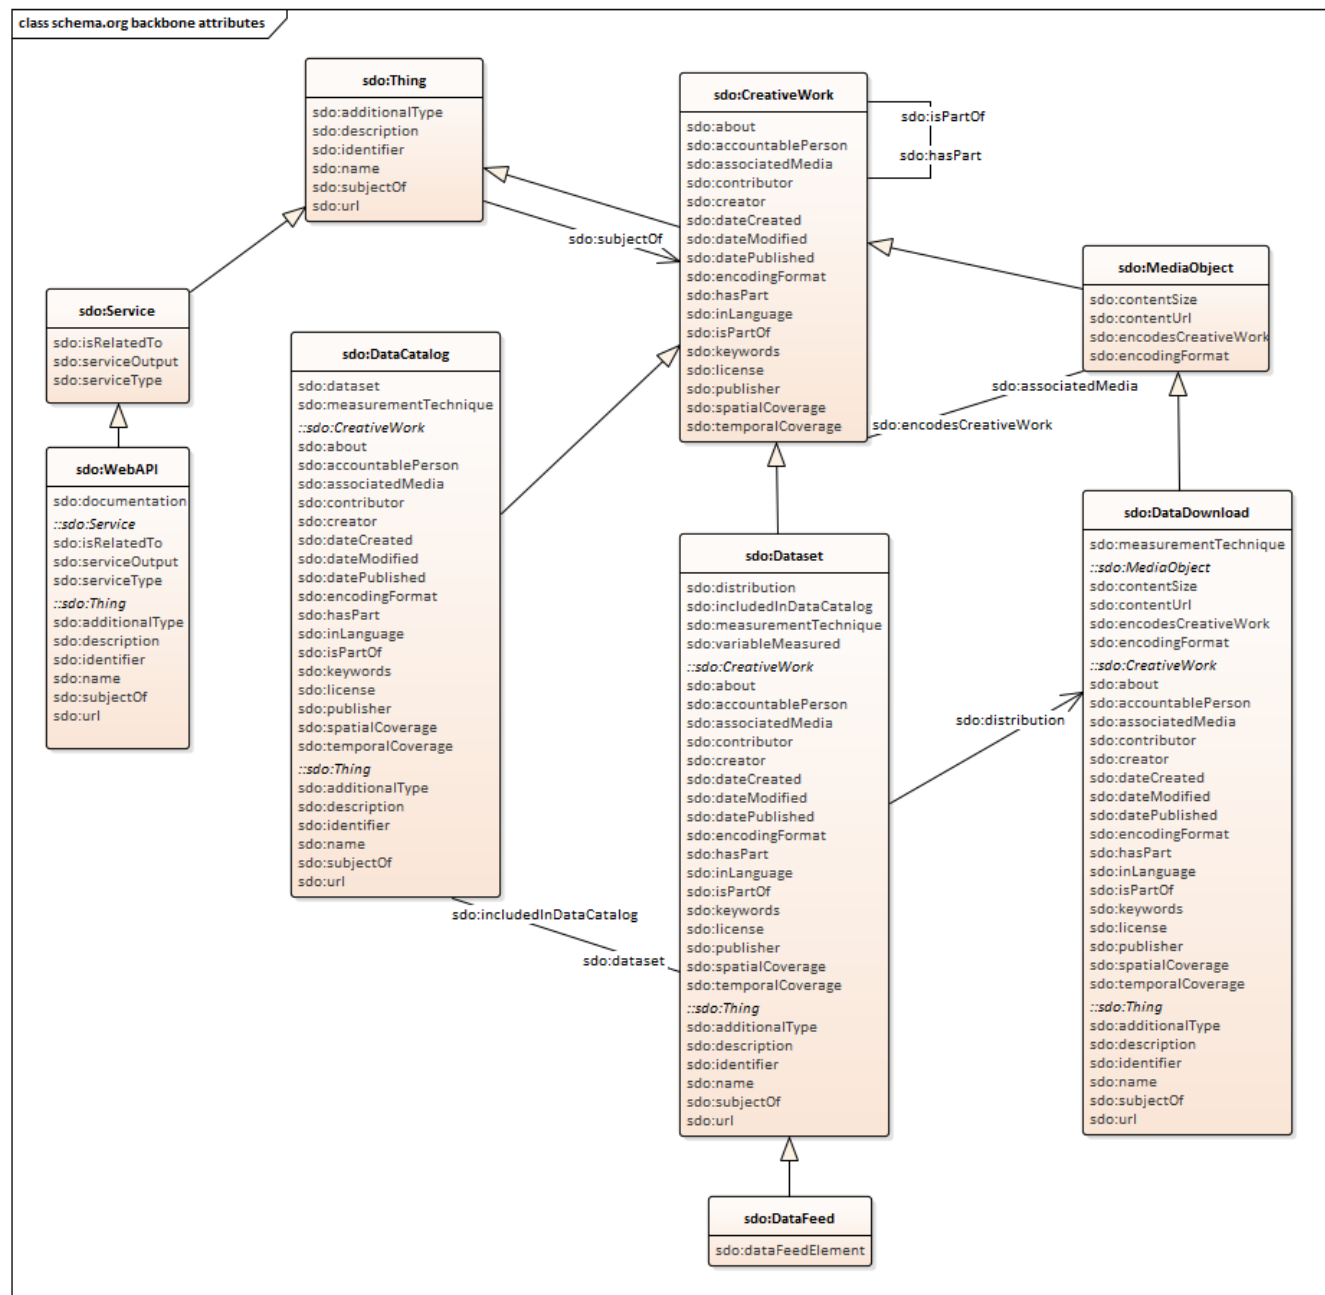 class schema.org backbone attributes
sdo:Thing
sdo:additionalType
sdo:description
sdo:identifier
sdo:name
sdo:subjectOf
sdo:url
sdo:CreativeWork
sdo:about
sdo:accountablePerson
sdo:associatedMedia
sdo:contributor
sdo:creator
sdo:dateCreated
sdo:dateModified
sdo:datePublished
sdo:encodingFormat
sdo:hasPart
sdo:inLanguage
sdo:isPartOf
sdo:keywords
sdo:license
sdo:publisher
sdo:spatialCoverage
sdo:temporalCoverage
sdo:isPartOf
sdo:hasPart
sdo:subjectOf
sdo:MediaObject
sdo:contentSize
sdo:contentUrl
sdo:encodesCreativeWork
sdo:encodingFormat
sdo:associatedMedia
sdo:encodesCreativeWork
sdo:Service
sdo:isRelatedTo
sdo:serviceOutput
sdo:serviceType
sdo:WebAPI
sdo:documentation
::sdo:Service
sdo:isRelatedTo
sdo:serviceOutput
sdo:serviceType
::sdo:Thing
sdo:additionalType
sdo:description
sdo:identifier
sdo:name
sdo:subjectOf
sdo:url
sdo:DataCatalog
sdo:dataset
sdo:measurementTechnique
::sdo:CreativeWork
sdo:about
sdo:accountablePerson
sdo:associatedMedia
sdo:contributor
sdo:creator
sdo:dateCreated
sdo:dateModified
sdo:datePublished
sdo:encodingFormat
sdo:hasPart
sdo:inLanguage
sdo:isPartOf
sdo:keywords
sdo:license
sdo:publisher
sdo:spatialCoverage
sdo:temporalCoverage
::sdo:Thing
sdo:additionalType
sdo:description
sdo:identifier
sdo:name
sdo:subjectOf
sdo:url
sdo:includedInDataCatalog
sdo:dataset
sdo:Dataset
sdo:distribution
sdo:includedInDataCatalog
sdo:measurementTechnique
sdo:variableMeasured
::sdo:CreativeWork
sdo:about
sdo:accountablePerson
sdo:associatedMedia
sdo:contributor
sdo:creator
sdo:dateCreated
sdo:dateModified
sdo:datePublished
sdo:encodingFormat
sdo:hasPart
sdo:inLanguage
sdo:isPartOf
sdo:keywords
sdo:license
sdo:publisher
sdo:spatialCoverage
sdo:temporalCoverage
::sdo:Thing
sdo:additionalType
sdo:description
sdo:identifier
sdo:name
sdo:subjectOf
sdo:url
sdo:distribution
sdo:DataDownload
sdo:measurementTechnique
::sdo:MediaObject
sdo:contentSize
sdo:contentUrl
sdo:encodesCreativeWork
sdo:encodingFormat
::sdo:CreativeWork
sdo:about
sdo:accountablePerson
sdo:associatedMedia
sdo:contributor
sdo:creator
sdo:dateCreated
sdo:dateModified
sdo:datePublished
sdo:encodingFormat
sdo:hasPart
sdo:inLanguage
sdo:isPartOf
sdo:keywords
sdo:license
sdo:publisher
sdo:spatialCoverage
sdo:temporalCoverage
::sdo:Thing
sdo:additionalType
sdo:description
sdo:identifier
sdo:name
sdo:subjectOf
sdo:url
sdo:DataFeed
sdo:dataFeedElement